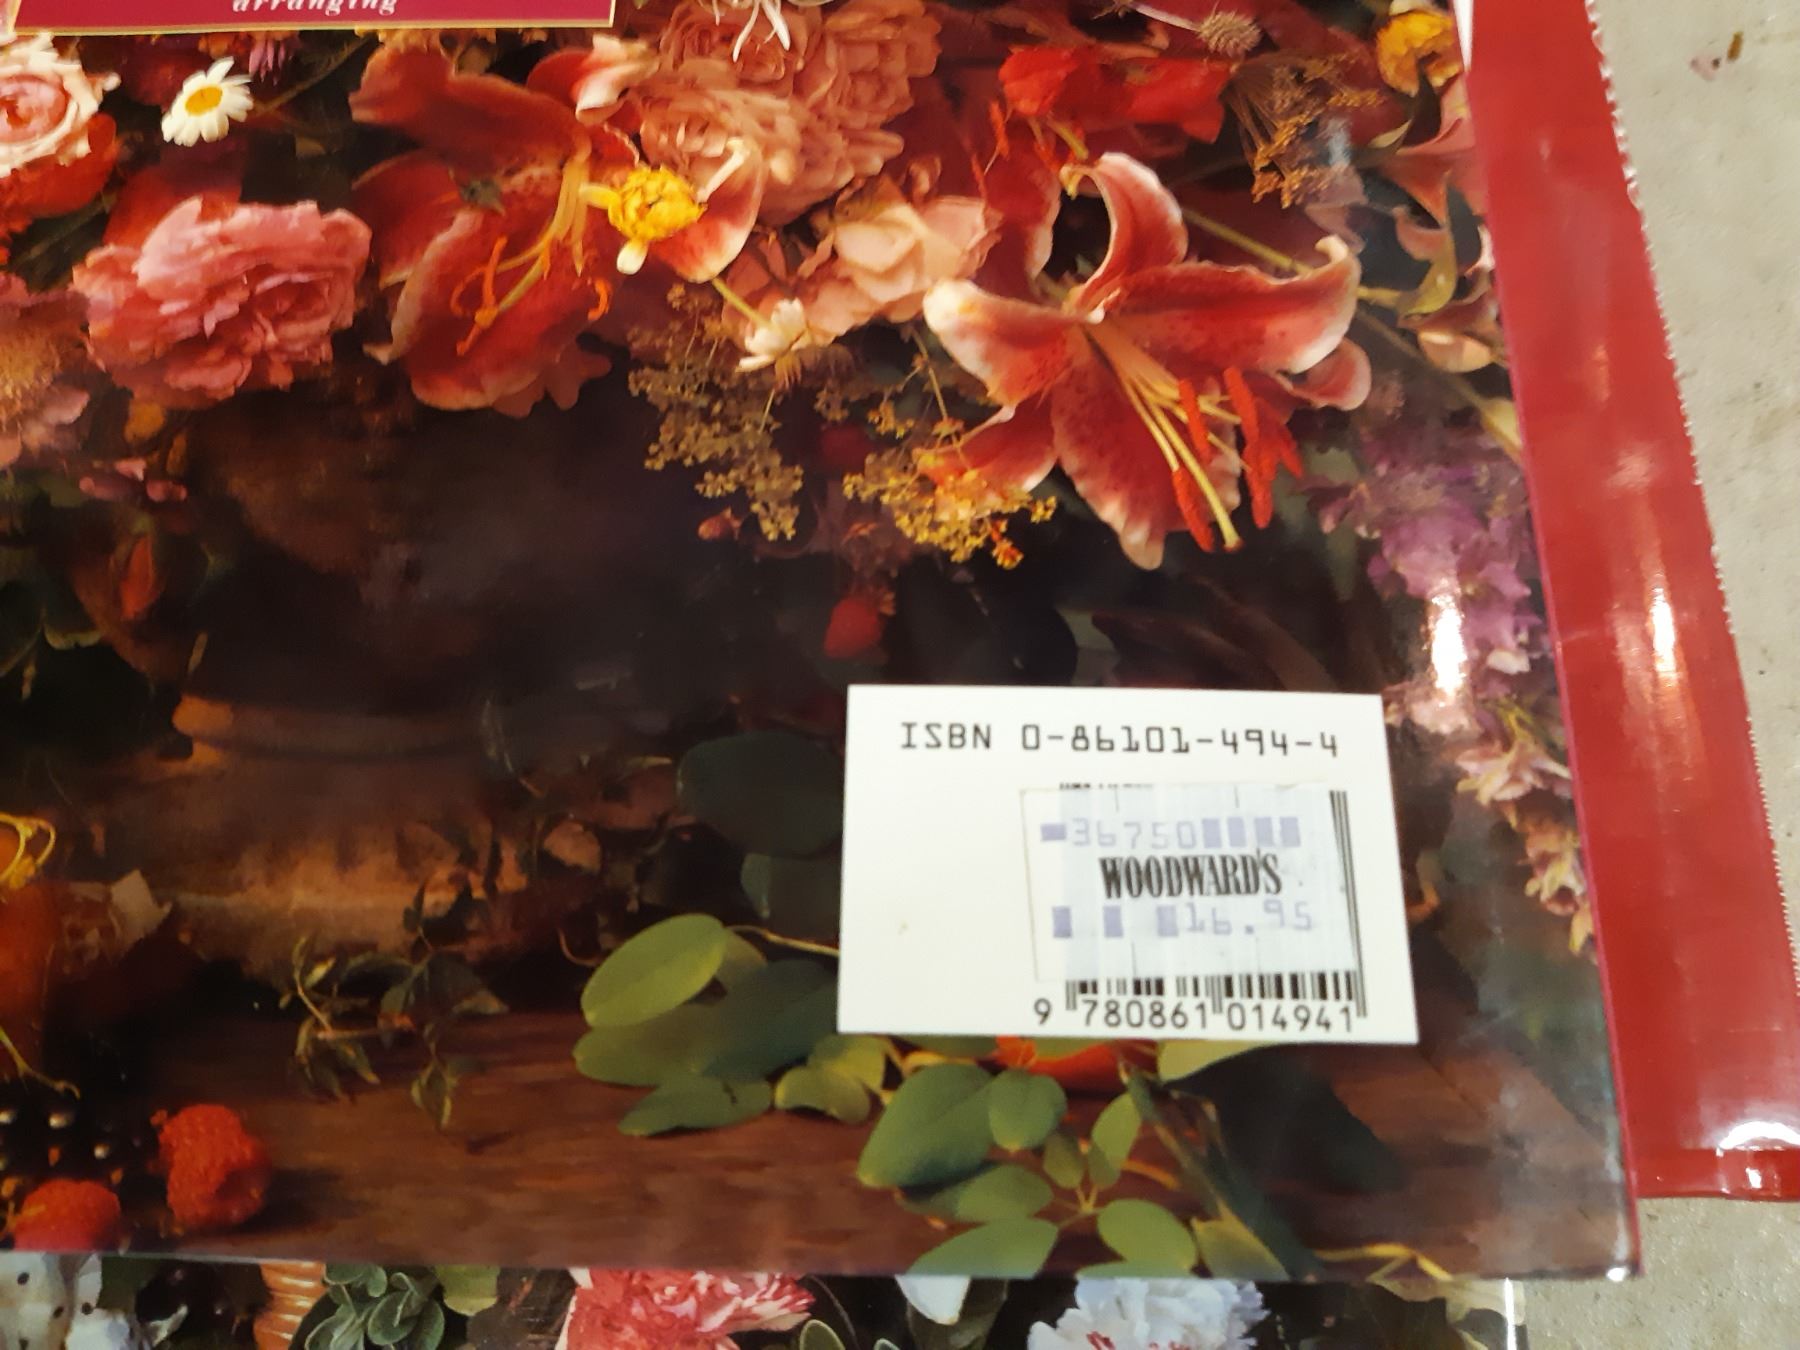 arranging
ISBN 0-86101-494-4
36750
WOODWARD'S
16.95
9 780861 014941